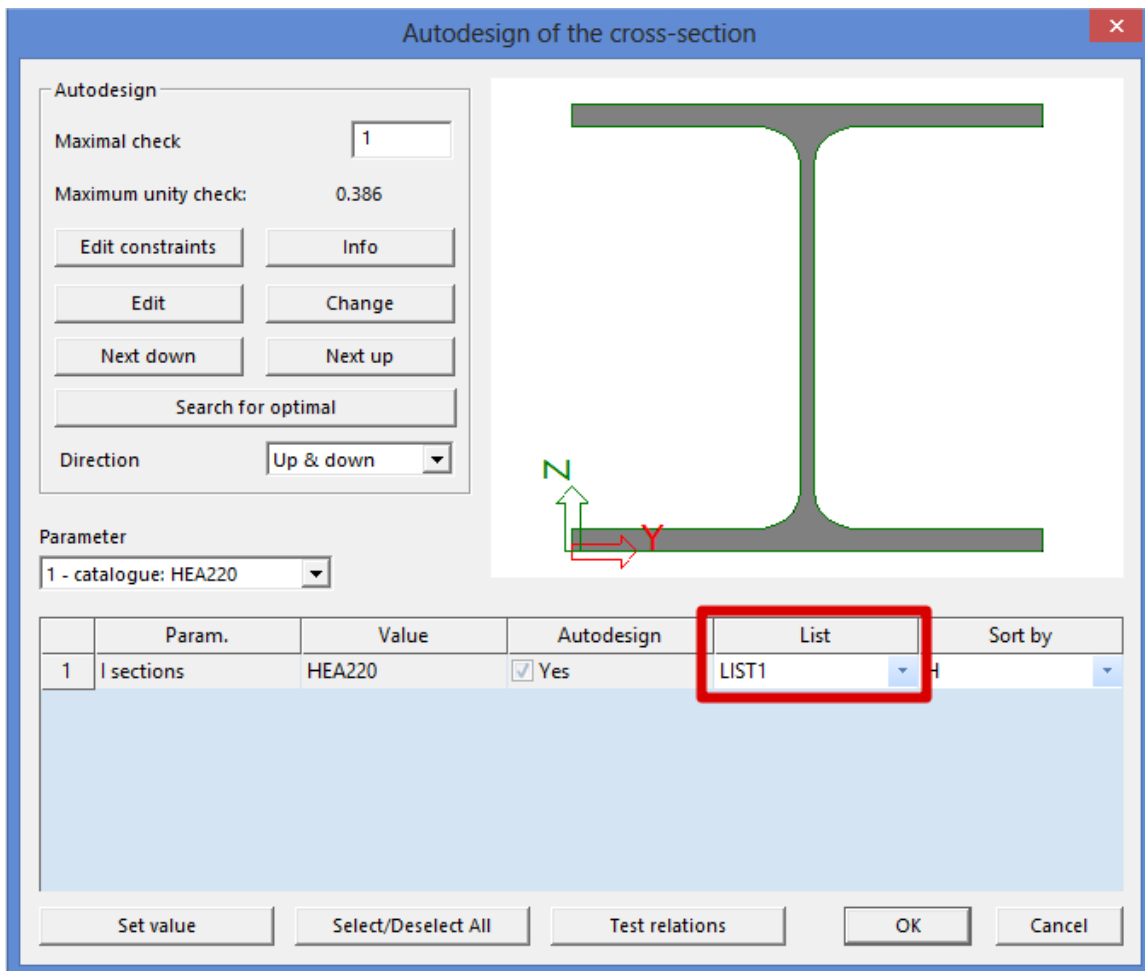 Autodesign of the cross-section
Autodesign
Maximal check 1
Maximum unity check: 0.386
Edit constraints Info
Edit Change
Next down Next up
Search for optimal
Direction Up & down
Z
Y
Parameter
1 - catalogue: HEA220
Param. Value Autodesign List Sort by
1 I sections HEA220 Yes LIST1 H
Set value Select/Deselect All Test relations OK Cancel